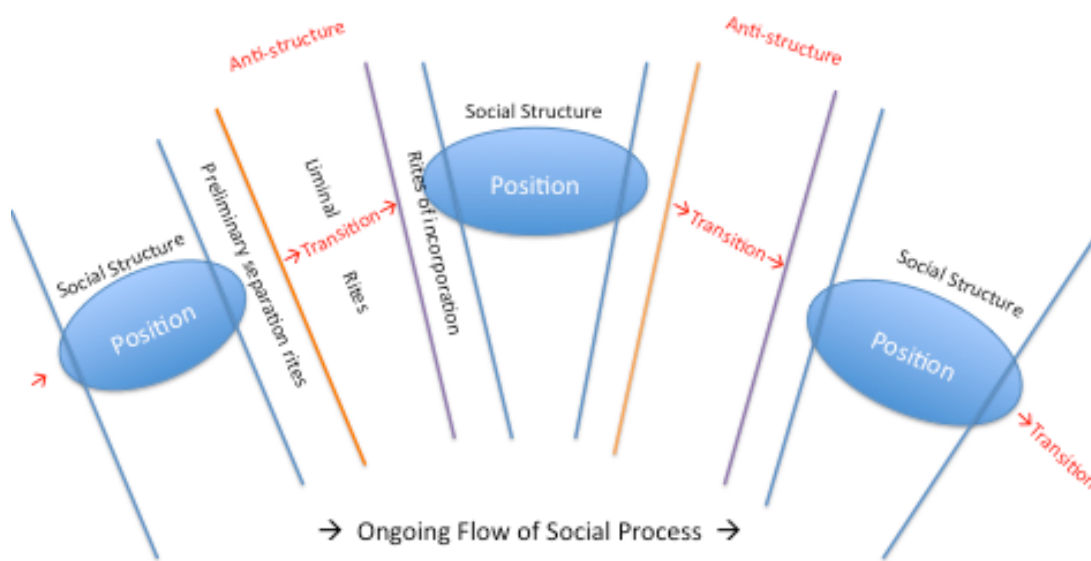 Anti-structure
Anti-structure
Social Structure
Position
Preliminary separation rites
Liminal
→ Transition →
Rites
Rites of incorporation
Social Structure
Position
→ Transition →
Social Structure
Position
→ Transition
→
→ Ongoing Flow of Social Process →